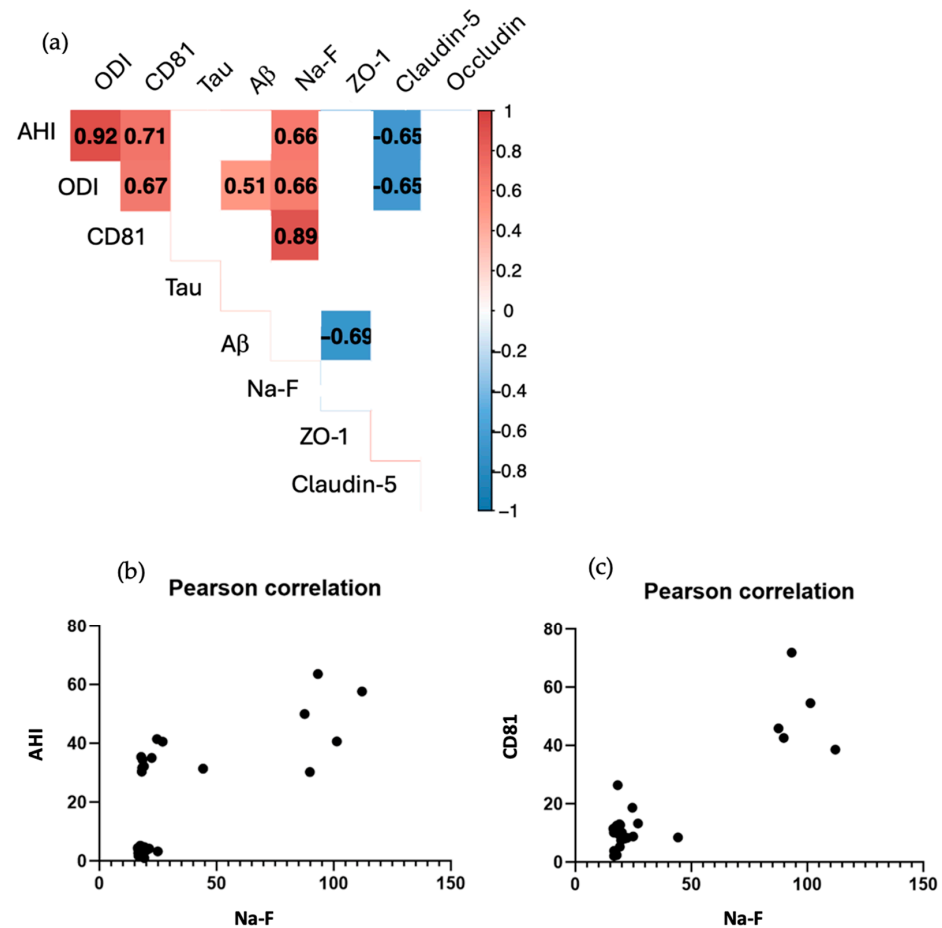 (a)
ODI CD81 Tau Aβ Na-F ZO-1 Claudin-5 Occludin
AHI 0.92 0.71 0.66 -0.65 1
0.8
ODI 0.67 0.51 0.66 -0.65 0.6
0.4
CD81 0.89
0.2
Tau
0
Aβ -0.69 -0.2
Na-F -0.4
ZO-1 -0.6
Claudin-5 -0.8
-1
(b)
Pearson correlation
80
60
40
20
0
AHI
0 50 100 150
Na-F
(c)
Pearson correlation
80
60
40
20
0
CD81
0 50 100 150
Na-F